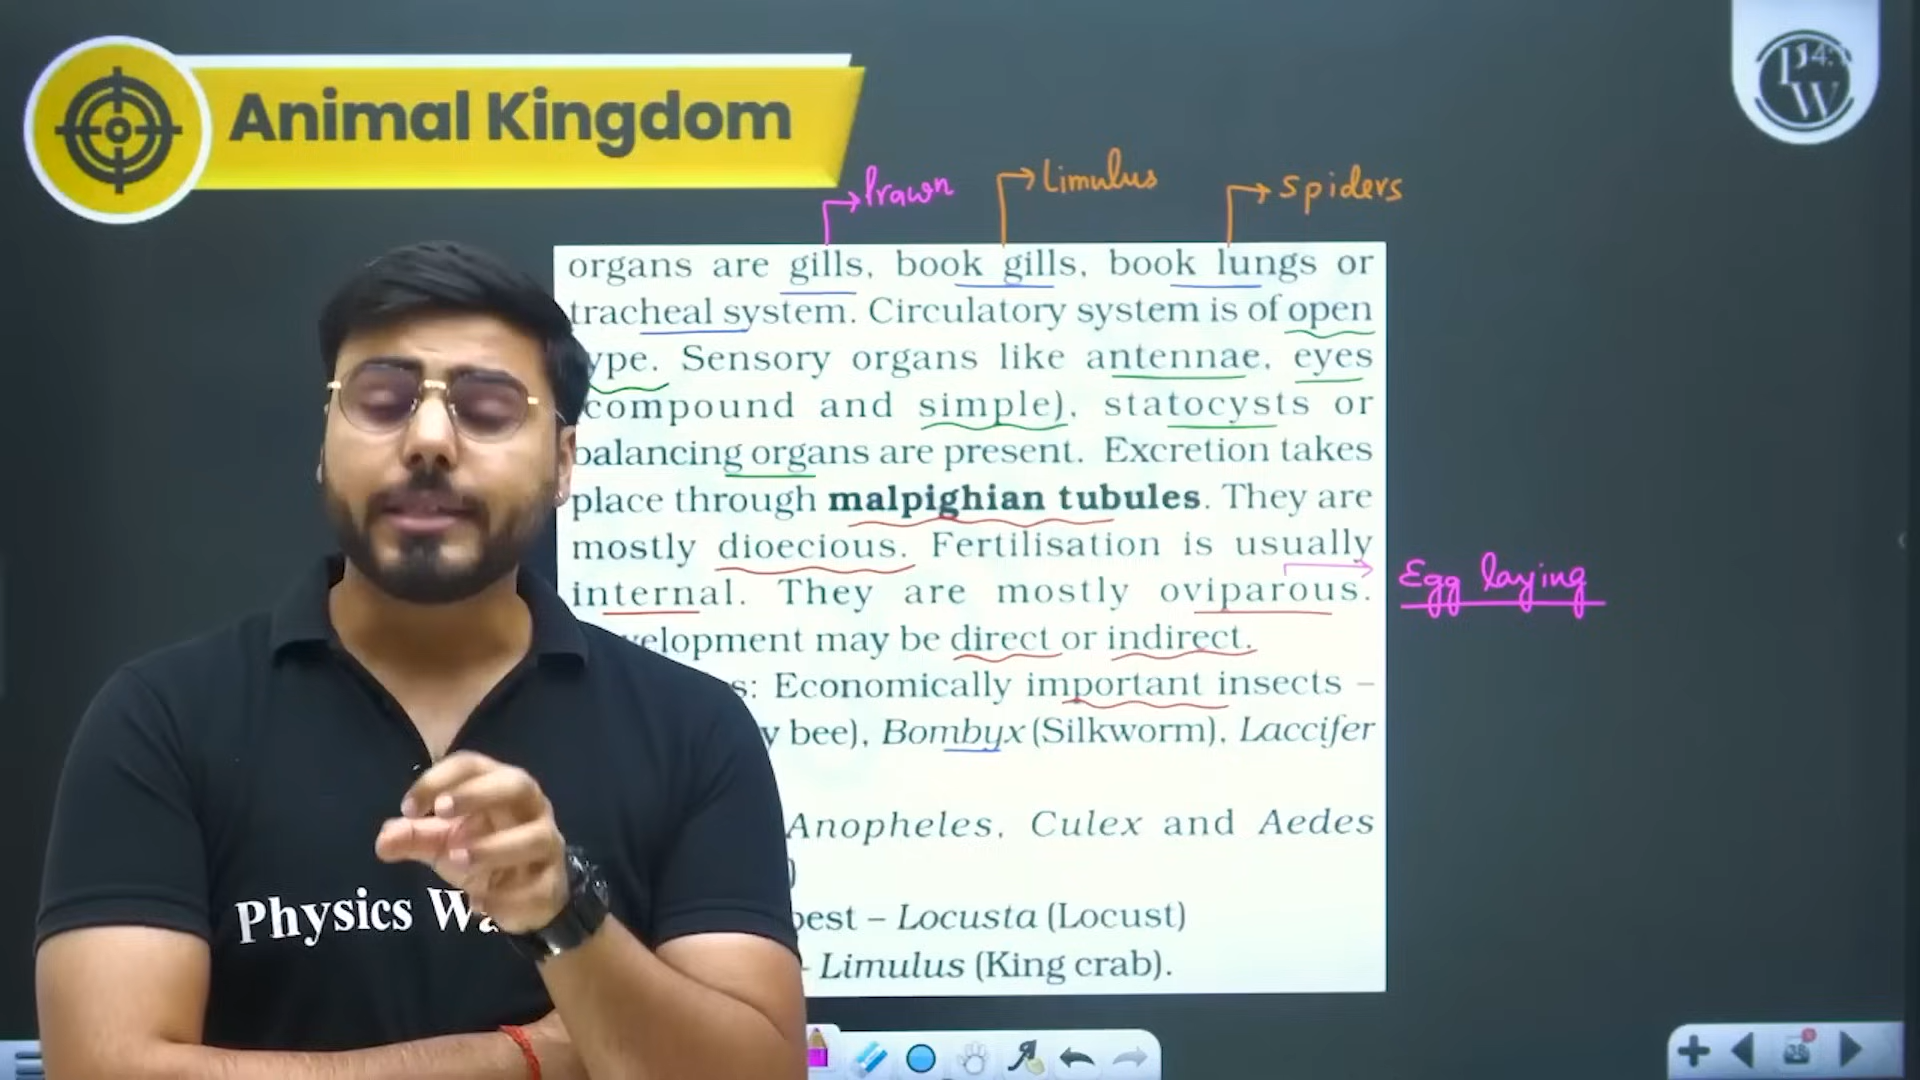 Animal Kingdom
PW
Prawn
Limulus
Spiders
organs are gills, book gills, book lungs or
tracheal system. Circulatory system is of open
ype. Sensory organs like antennae, eyes
compound and simple), statocysts or
balancing organs are present. Excretion takes
place through malpighian tubules. They are
mostly dioecious. Fertilisation is usually
internal. They are mostly oviparous.
Egg laying
elopment may be direct or indirect.
s: Economically important insects –
y bee), Bombyx (Silkworm), Laccifer
Anopheles, Culex and Aedes
)
pest – Locusta (Locust)
- Limulus (King crab).
Physics Wa